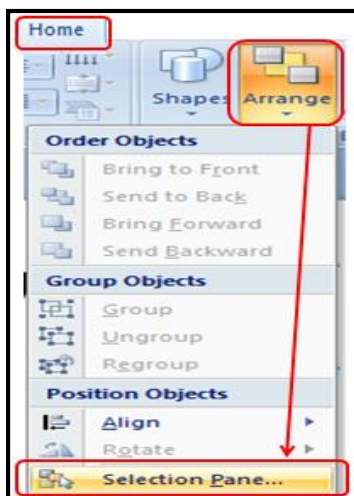 Home
Shapes Arrange
Order Objects
Bring to Front
Send to Back
Bring Forward
Send Backward
Group Objects
Group
Ungroup
Regroup
Position Objects
Align
Rotate
Selection Pane...